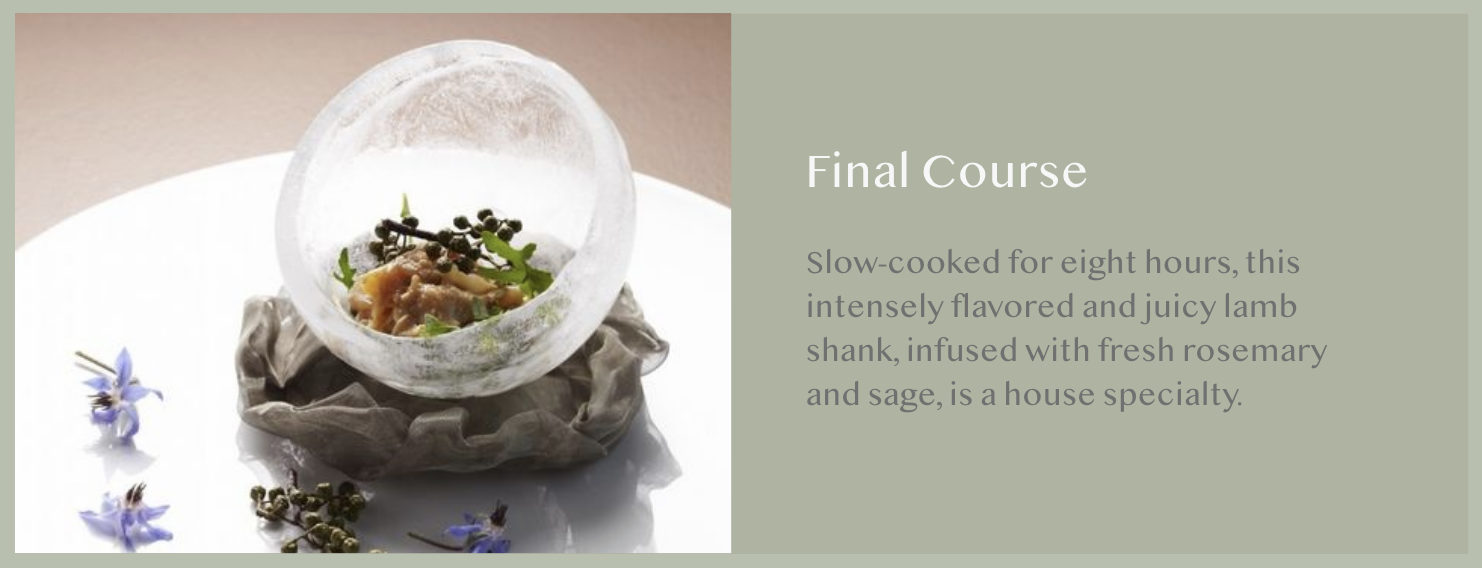 Final Course
Slow-cooked for eight hours, this
intensely flavored and juicy lamb
shank, infused with fresh rosemary
and sage, is a house specialty.